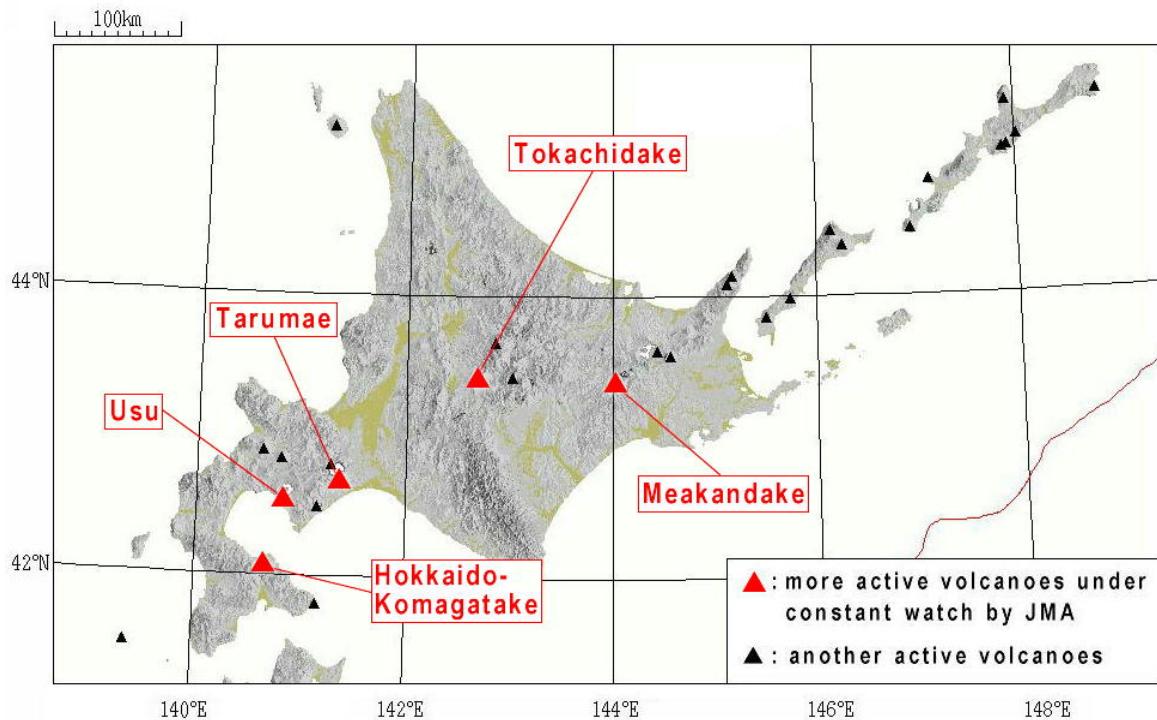 100km
Tokachidake
44°N
Tarumae
Usu
Meakandake
42°N
Hokkaido-
Komagatake
▲: more active volcanoes under
constant watch by JMA
▲: another active volcanoes
140°E 142°E 144°E 146°E 148°E